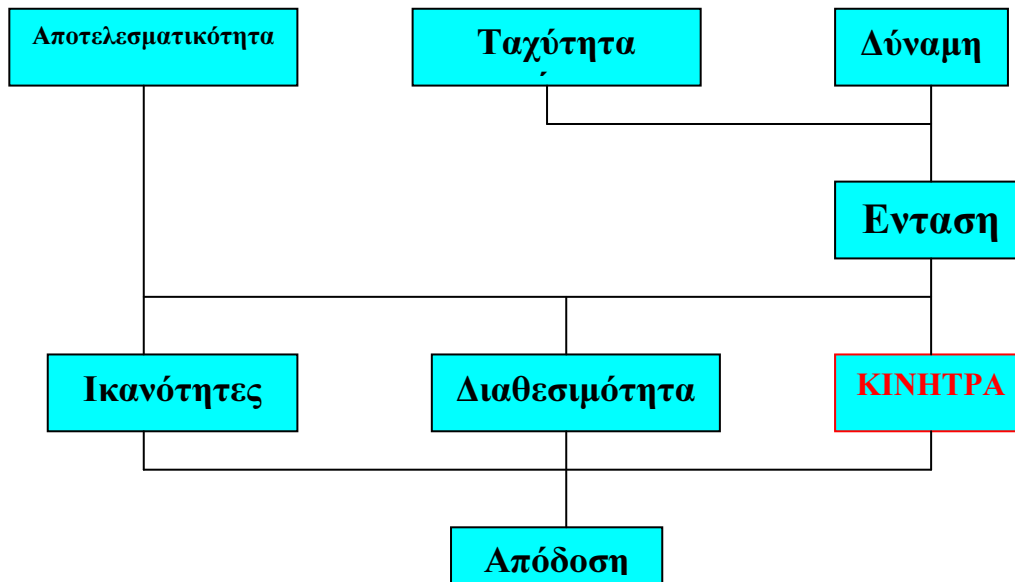 Αποτελεσματικότητα
Ταχύτητα
Δύναμη
Ενταση
Ικανότητες
Διαθεσιμότητα
ΚΙΝΗΤΡΑ
Απόδοση